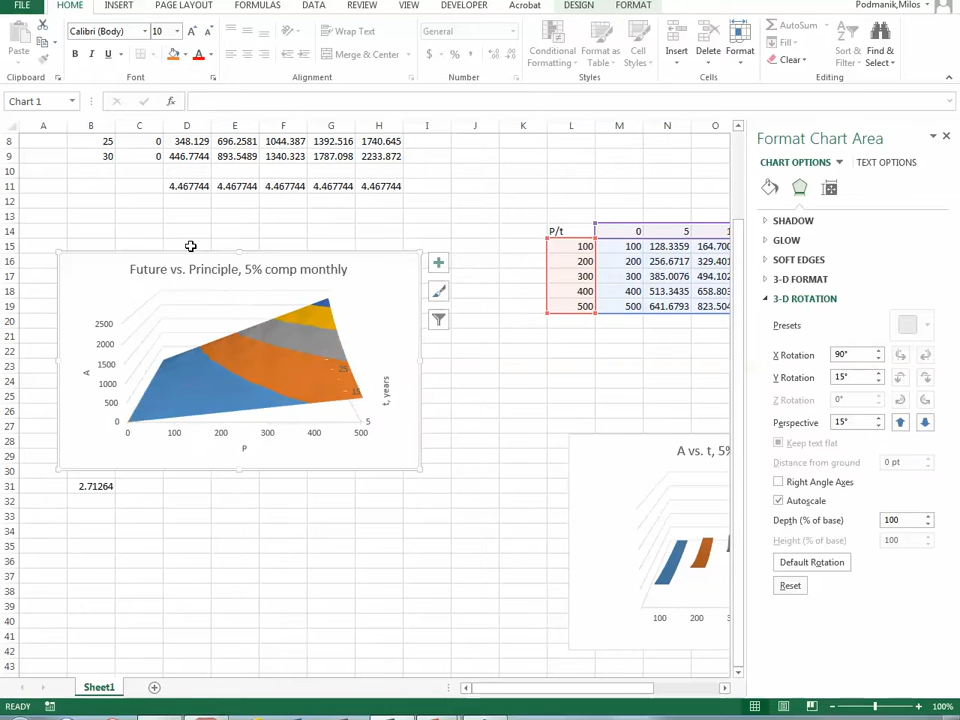 FILE HOME INSERT PAGE LAYOUT FORMULAS DATA REVIEW VIEW DEVELOPER Acrobat DESIGN FORMAT Podmanik,Milos
Calibri (Body) 10 A A Wrap Text General AutoSum
Paste B I U A Merge & Center $ % , Conditional Formatting Format as Table Cell Styles Insert Delete Format Fill Clear Sort & Filter Find & Select
Clipboard Font Alignment Number Styles Cells Editing
Chart 1 fx
A B C D E F G H I J K L M N O
8 25 0 348.129 696.2581 1044.387 1392.516 1740.645
9 30 0 446.7744 893.5489 1340.323 1787.098 2233.872
10
11 4.467744 4.467744 4.467744 4.467744 4.467744
12
13
14 P/t 0 5 1
15 100 100 128.3359 164.700
16 200 200 256.6717 329.401
17 300 300 385.0076 494.102
18 400 400 513.3435 658.803
19 500 500 641.6793 823.504
20
21
22
23
24
25
26
27
28
29
30
31 2.71264
32
33
34
35
36
37
38
39
40
41
42
43
Future vs. Principle, 5% comp monthly
2500
2000
1500
1000
500
0
A
0 100 200 300 400 500
P
25
15
5
t, years
A vs. t, 5%
100 200 300
Format Chart Area
CHART OPTIONS TEXT OPTIONS
SHADOW
GLOW
SOFT EDGES
3-D FORMAT
3-D ROTATION
Presets
X Rotation 90°
Y Rotation 15°
Z Rotation 0°
Perspective 15°
Keep text flat
Distance from ground 0 pt
Right Angle Axes
Autoscale
Depth (% of base) 100
Height (% of base) 100
Default Rotation
Reset
Sheet1
READY 100%